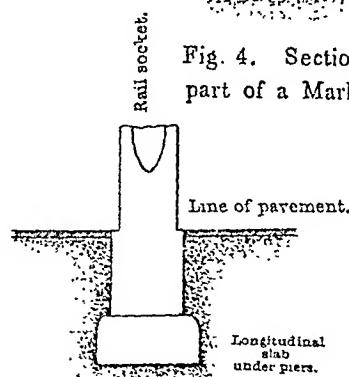 Rail socket.
Fig. 4. Sectio
part of a Marl
Line of pavement.
Longitudinal
slab
under piers.